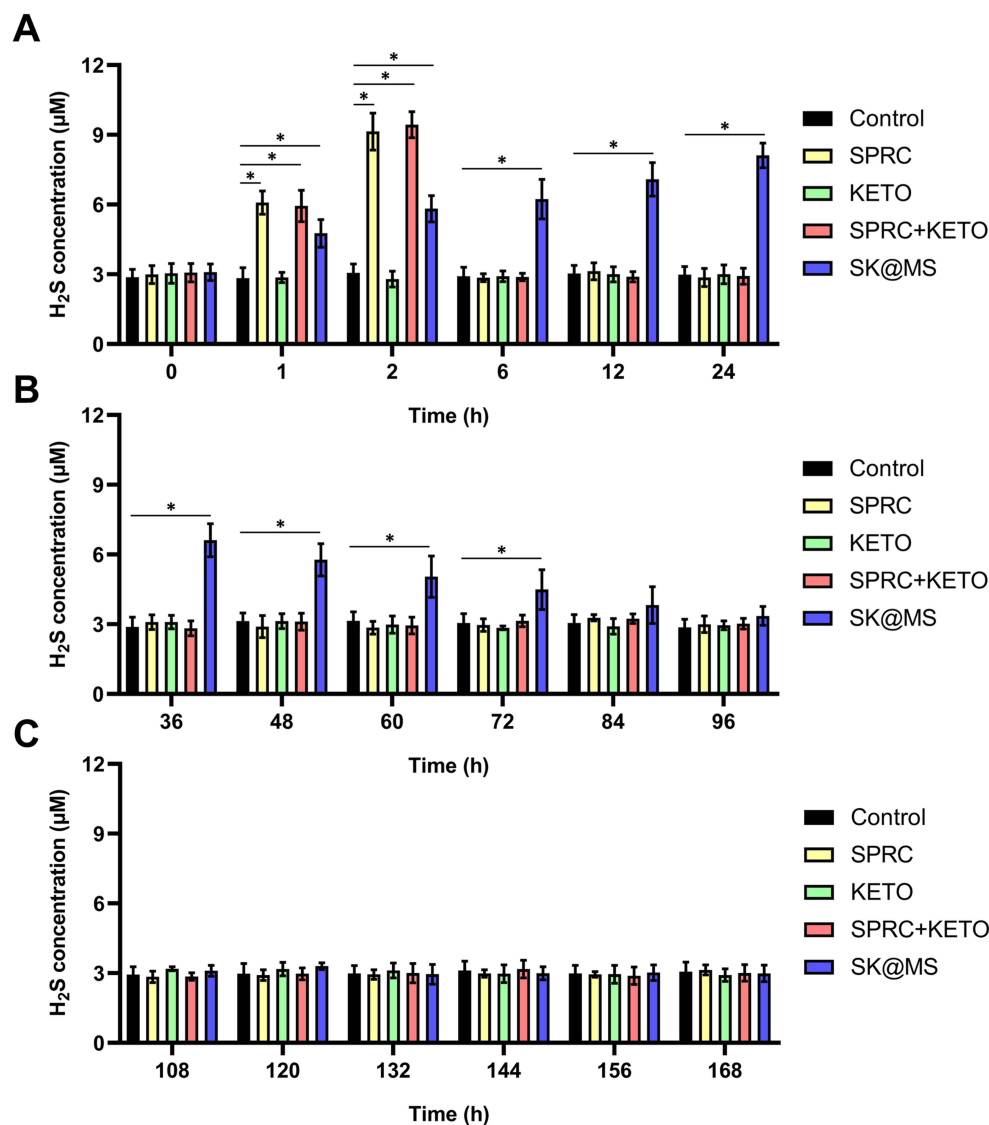 A
H₂S concentration (μM)
12
9
6
3
0
* * * * * * * * *
0 1 2 6 12 24
Time (h)
Control
SPRC
KETO
SPRC+KETO
SK@MS
B
H₂S concentration (μM)
12
9
6
3
0
* * * *
36 48 60 72 84 96
Time (h)
Control
SPRC
KETO
SPRC+KETO
SK@MS
C
H₂S concentration (μM)
12
9
6
3
0
108 120 132 144 156 168
Time (h)
Control
SPRC
KETO
SPRC+KETO
SK@MS